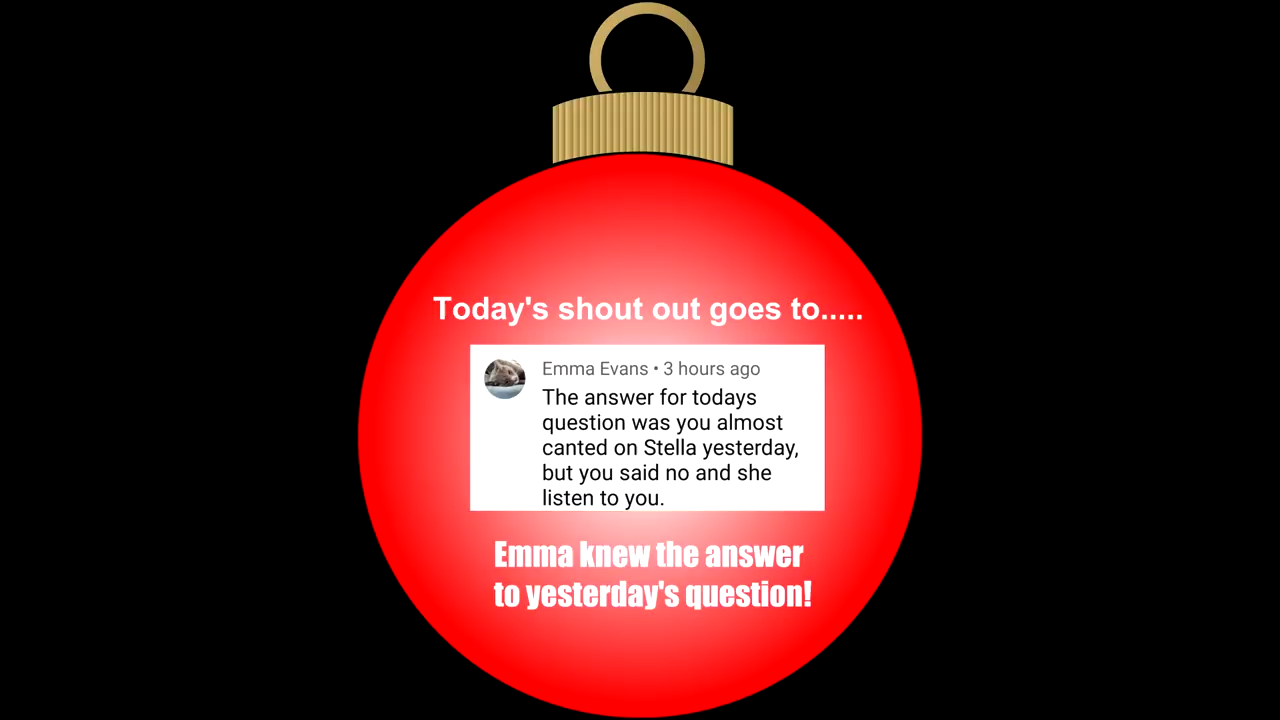 Today's shout out goes to.....
Emma Evans • 3 hours ago
The answer for todays
question was you almost
canted on Stella yesterday,
but you said no and she
listen to you.
Emma knew the answer
to yesterday's question!